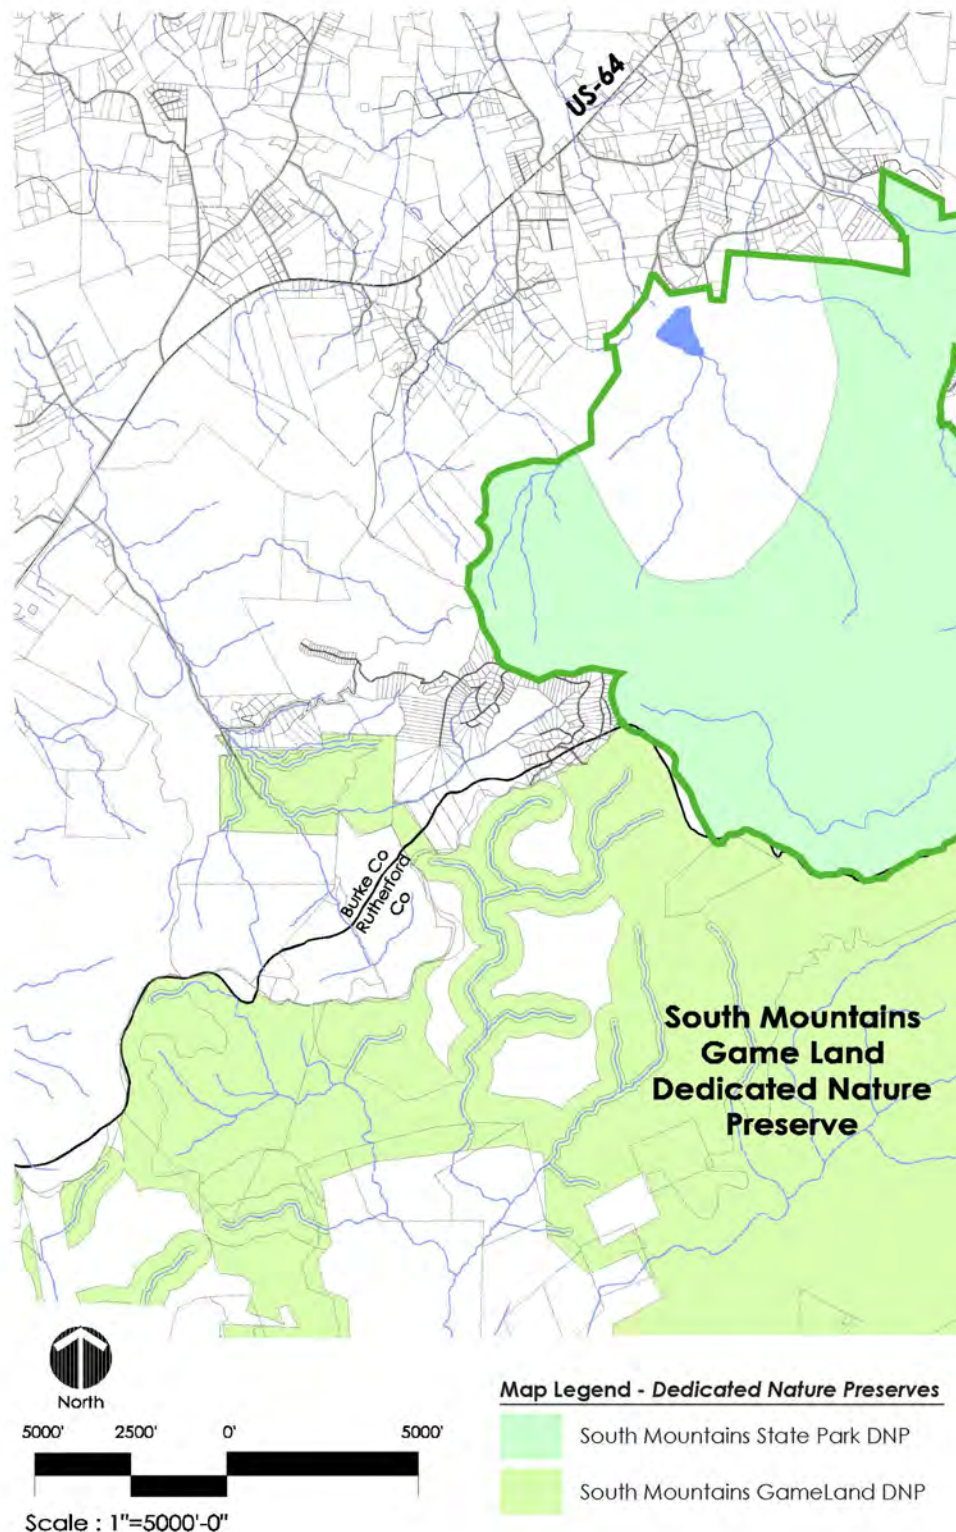 US-64
Burke Co
Rutherford
Co
South Mountains
Game Land
Dedicated Nature
Preserve
North
5000' 2500' 0' 5000'
Scale : 1"=5000'-0"
Map Legend - Dedicated Nature Preserves
South Mountains State Park DNP
South Mountains GameLand DNP